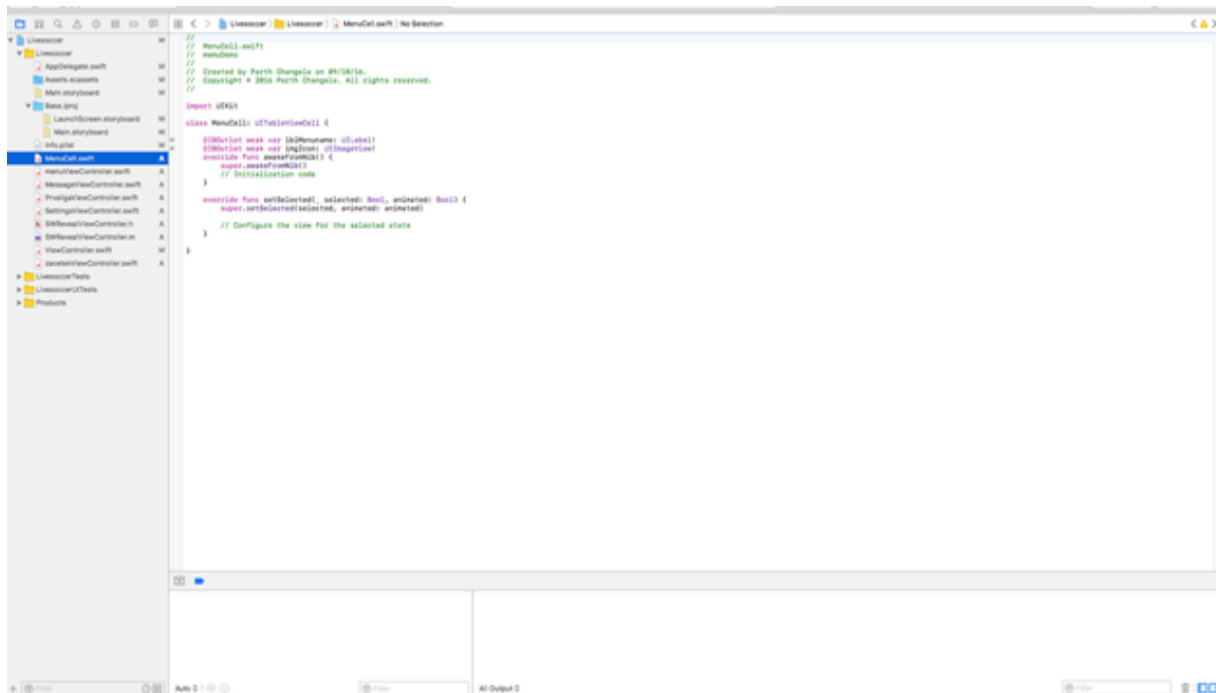 Livesoccer
Livesoccer
MenuCell.swift
No Selection
Livesoccer M
Livesoccer
AppDelegate.swift M
Assets.xcassets M
Main.storyboard M
Base.lproj
LaunchScreen.storyboard M
Main.storyboard M
Info.plist M
MenuCell.swift A
menuViewController.swift A
MessageViewController.swift A
PrvaligaViewController.swift A
SettingsViewController.swift A
SWRevealViewController.h A
SWRevealViewController.m A
ViewController.swift M
zacetekViewController.swift A
LivesoccerTests
LivesoccerUITests
Products
//
// MenuCell.swift
// menuDemo
//
// Created by Parth Changela on 09/10/16.
// Copyright © 2016 Parth Changela. All rights reserved.
//
import UIKit
class MenuCell: UITableViewCell {
@IBOutlet weak var lblMenuname: UILabel!
@IBOutlet weak var imgIcon: UIImageView!
override func awakeFromNib() {
super.awakeFromNib()
// Initialization code
}
override func setSelected(_ selected: Bool, animated: Bool) {
super.setSelected(selected, animated: animated)
// Configure the view for the selected state
}
}
Filter
Auto
Filter
All Output
Filter